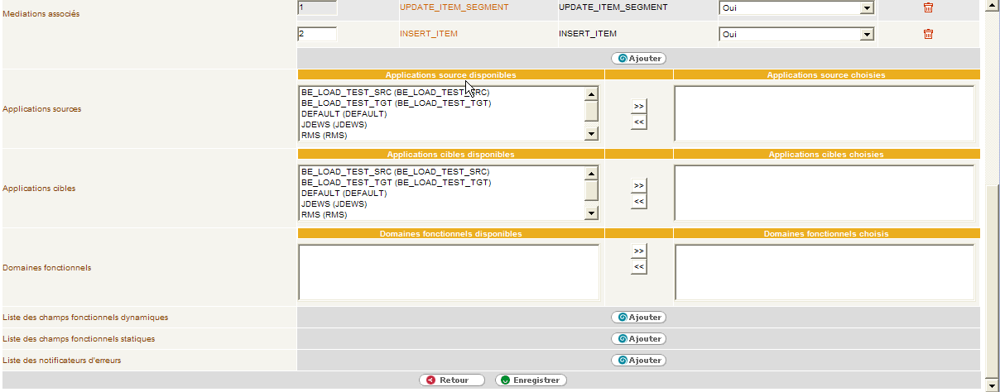 Mediations associés
1 UPDATE_ITEM_SEGMENT UPDATE_ITEM_SEGMENT Oui
2 INSERT_ITEM INSERT_ITEM Oui
Ajouter
Applications source disponibles Applications source choisies
Applications sources
BE_LOAD_TEST_SRC (BE_LOAD_TEST_SRC)
BE_LOAD_TEST_TGT (BE_LOAD_TEST_TGT)
DEFAULT (DEFAULT)
JDEWS (JDEWS)
RMS (RMS)
>>
<<
Applications cibles disponibles Applications cibles choisies
Applications cibles
BE_LOAD_TEST_SRC (BE_LOAD_TEST_SRC)
BE_LOAD_TEST_TGT (BE_LOAD_TEST_TGT)
DEFAULT (DEFAULT)
JDEWS (JDEWS)
RMS (RMS)
>>
<<
Domaines fonctionnels disponibles Domaines fonctionnels choisis
Domaines fonctionnels
>>
<<
Liste des champs fonctionnels dynamiques Ajouter
Liste des champs fonctionnels statiques Ajouter
Liste des notificateurs d'erreurs Ajouter
Retour Enregistrer